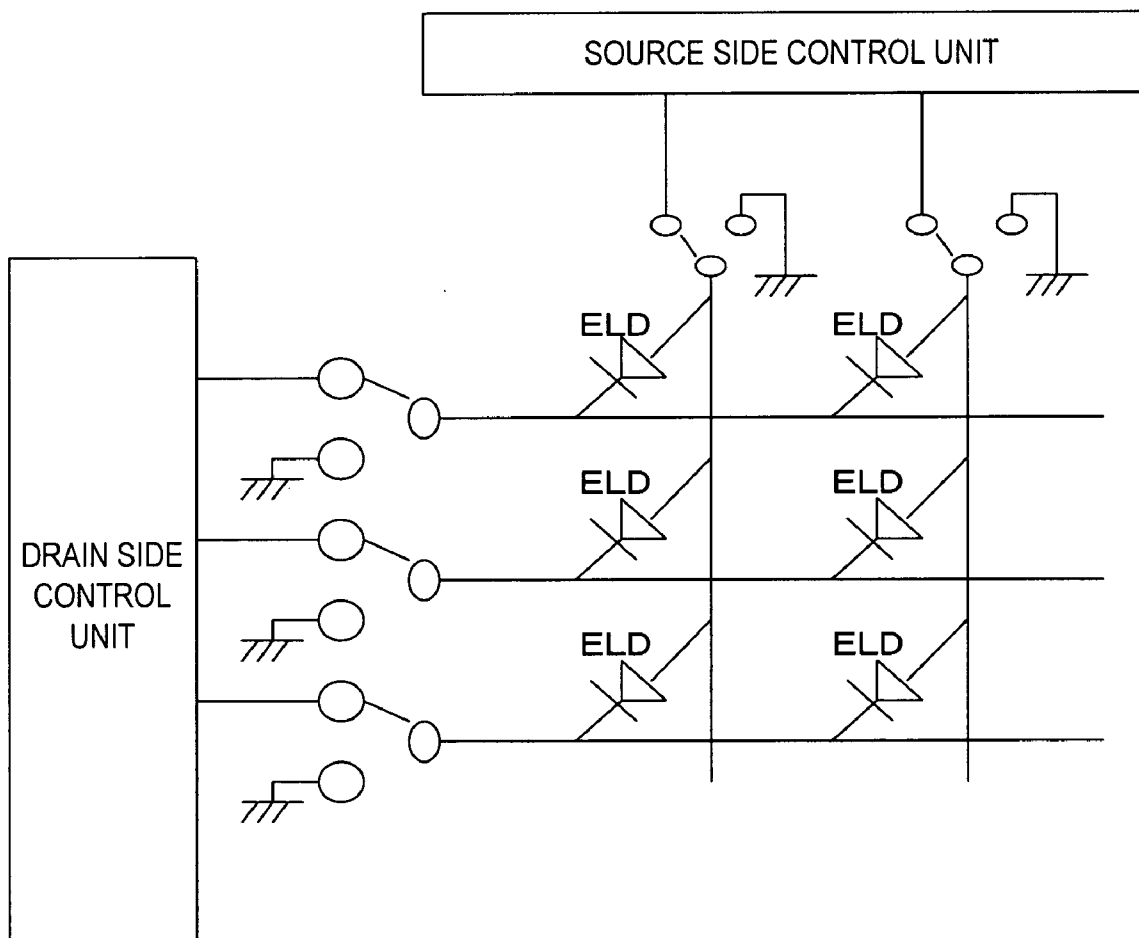 SOURCE SIDE CONTROL UNIT
ELD
ELD
ELD
ELD
DRAIN SIDE
CONTROL
UNIT
ELD
ELD